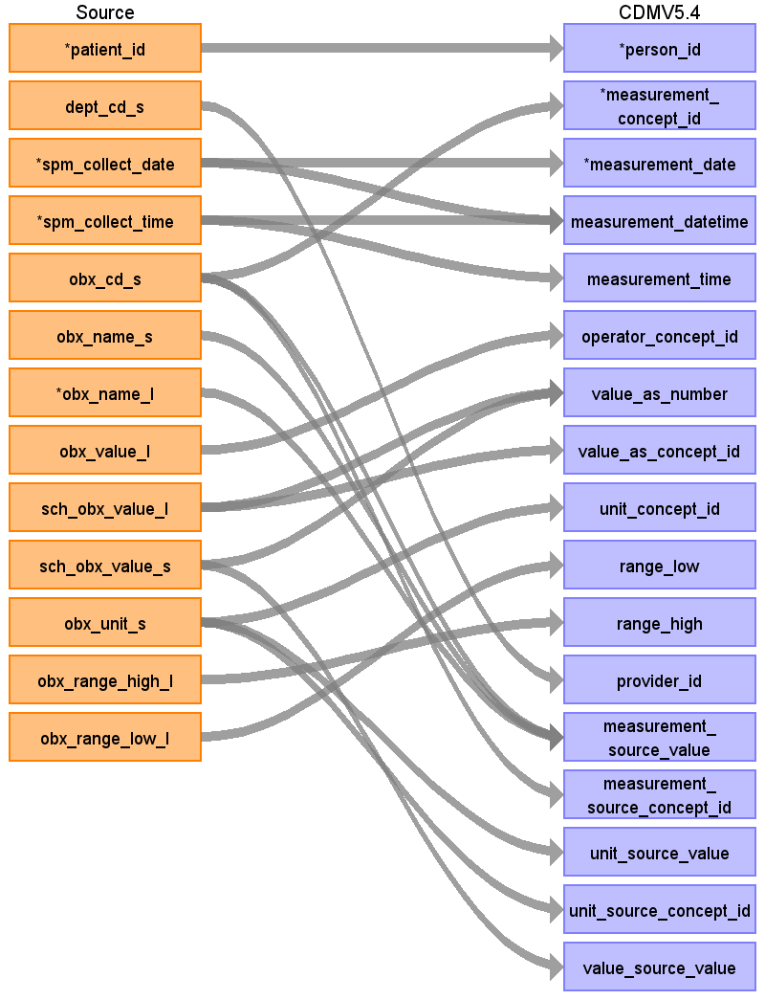 Source
CDMV5.4
*patient_id
*person_id
dept_cd_s
*measurement_
concept_id
*spm_collect_date
*measurement_date
*spm_collect_time
measurement_datetime
obx_cd_s
measurement_time
obx_name_s
operator_concept_id
*obx_name_l
value_as_number
obx_value_l
value_as_concept_id
sch_obx_value_l
unit_concept_id
sch_obx_value_s
range_low
obx_unit_s
range_high
obx_range_high_l
provider_id
obx_range_low_l
measurement_
source_value
measurement_
source_concept_id
unit_source_value
unit_source_concept_id
value_source_value